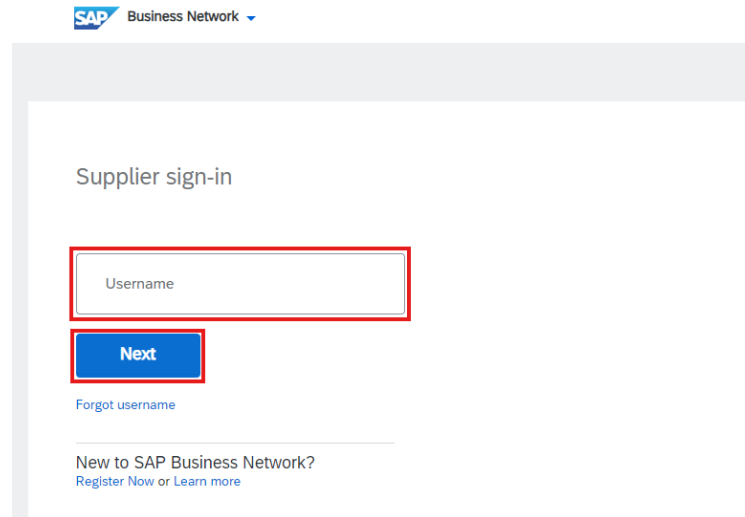 SAP Business Network
Supplier sign-in
Username
Next
Forgot username
New to SAP Business Network?
Register Now or Learn more